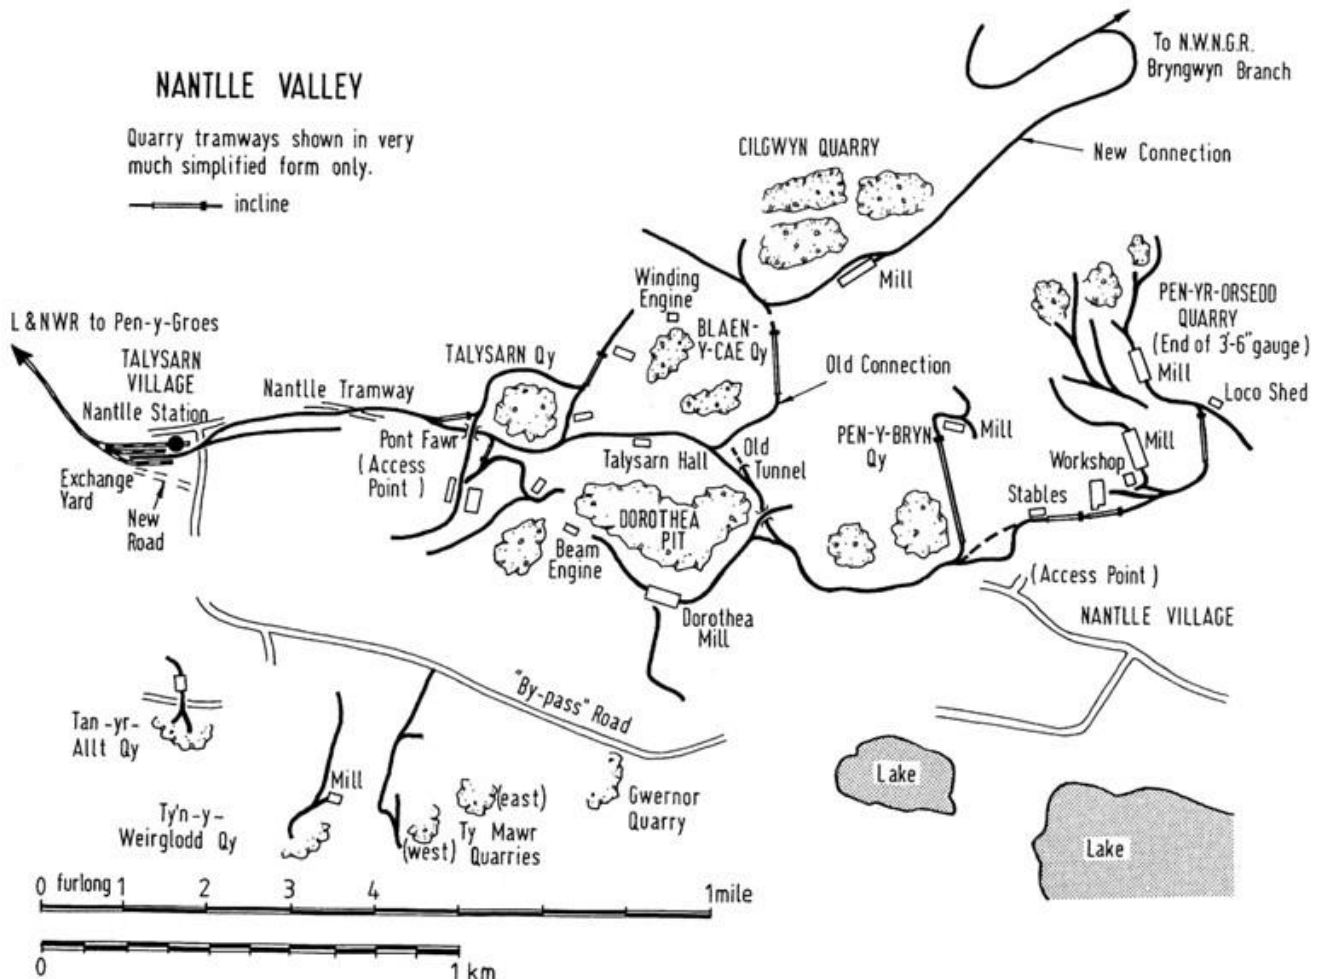 NANTLLE VALLEY
Quarry tramways shown in very
much simplified form only.
incline
To N.W.N.G.R.
Bryngwyn Branch
CILGWYN QUARRY
New Connection
Mill
Winding
Engine
BLAEN-
Y-CAE Qy
PEN-YR-ORSEDD
QUARRY
(End of 3'-6" gauge)
Mill
Loco Shed
L & NWR to Pen-y-Groes
TALYSARN
VILLAGE
Nantlle Station
Nantlle Tramway
TALYSARN Qy
Old Connection
Pont Fawr
(Access
Point)
Talysarn Hall
Old
Tunnel
PEN-Y-BRYN
Qy
Mill
Mill
Workshop
Stables
Exchange
Yard
New
Road
DOROTHEA
PIT
Beam
Engine
Dorothea
Mill
(Access Point)
NANTLLE VILLAGE
"By-pass" Road
Tan-yr-
Allt Qy
Mill
Ty'n-y-
Weirglodd Qy
(east)
(west)
Ty Mawr
Quarries
Gwernor
Quarry
Lake
Lake
0 furlong 1 2 3 4 1 mile
0 1 km